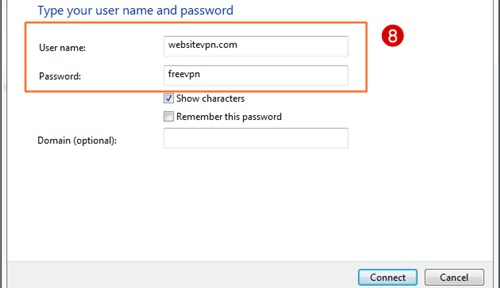 Type your user name and password
User name: websitevpn.com
8
Password: freevpn
Show characters
Remember this password
Domain (optional):
Connect Cancel